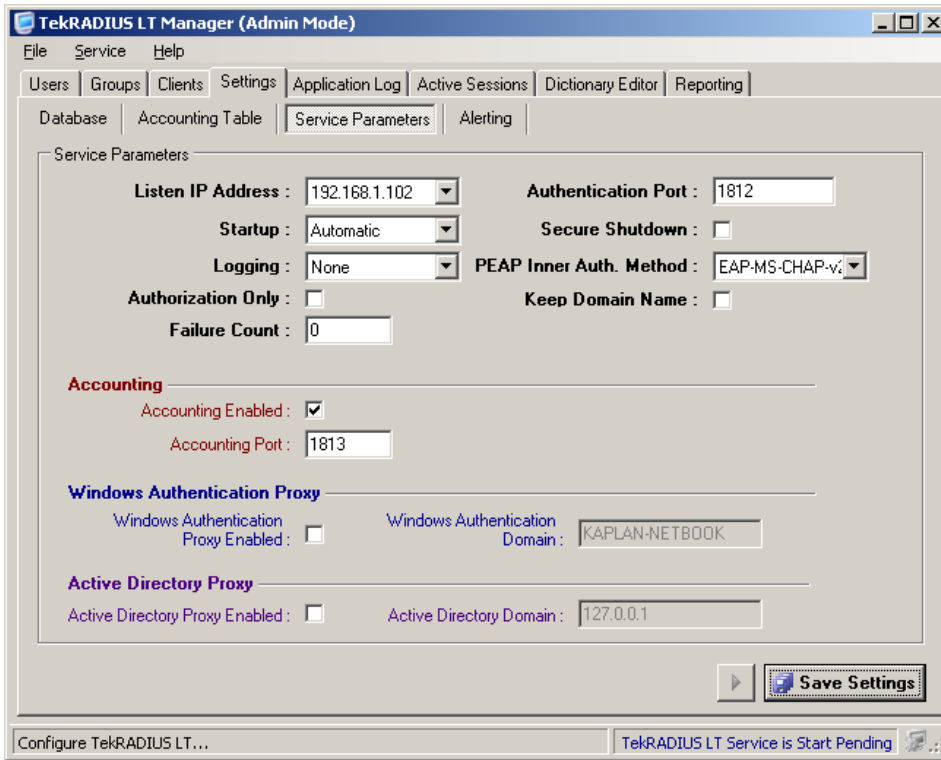 TekRADIUS LT Manager (Admin Mode)
File Service Help
Users Groups Clients Settings Application Log Active Sessions Dictionary Editor Reporting
Database Accounting Table Service Parameters Alerting
Service Parameters
Listen IP Address : 192.168.1.102 Authentication Port : 1812
Startup : Automatic Secure Shutdown :
Logging : None PEAP Inner Auth. Method : EAP-MS-CHAP-v2
Authorization Only : Keep Domain Name :
Failure Count : 0
Accounting
Accounting Enabled :
Accounting Port : 1813
Windows Authentication Proxy
Windows Authentication Proxy Enabled : Windows Authentication Domain : KAPLAN-NETBOOK
Active Directory Proxy
Active Directory Proxy Enabled : Active Directory Domain : 127.0.0.1
Save Settings
Configure TekRADIUS LT... TekRADIUS LT Service is Start Pending